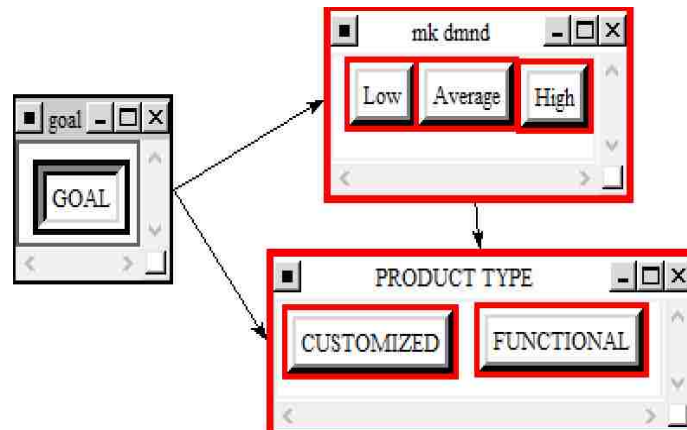 mk dmnd
Low Average High
goal
GOAL
PRODUCT TYPE
CUSTOMIZED FUNCTIONAL